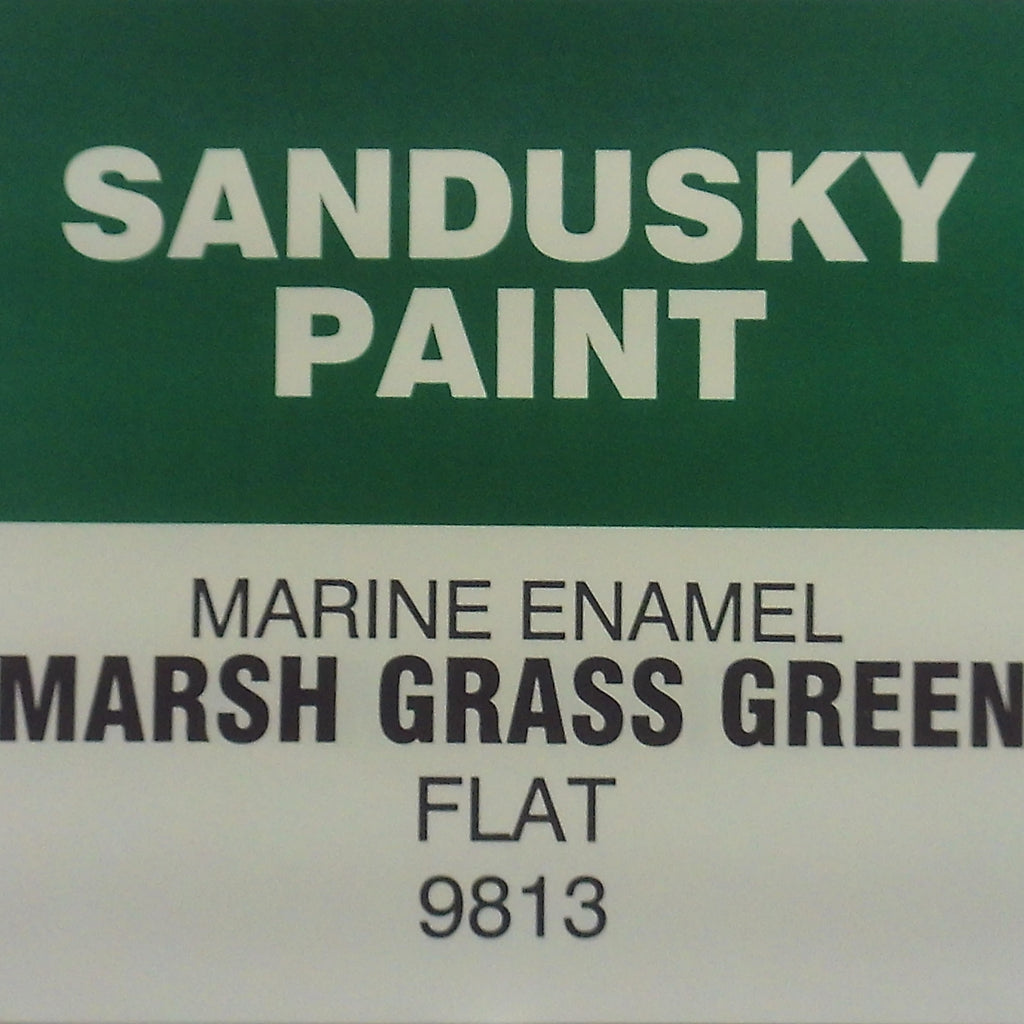 SANDUSKY
PAINT
MARINE ENAMEL
MARSH GRASS GREEN
FLAT
9813